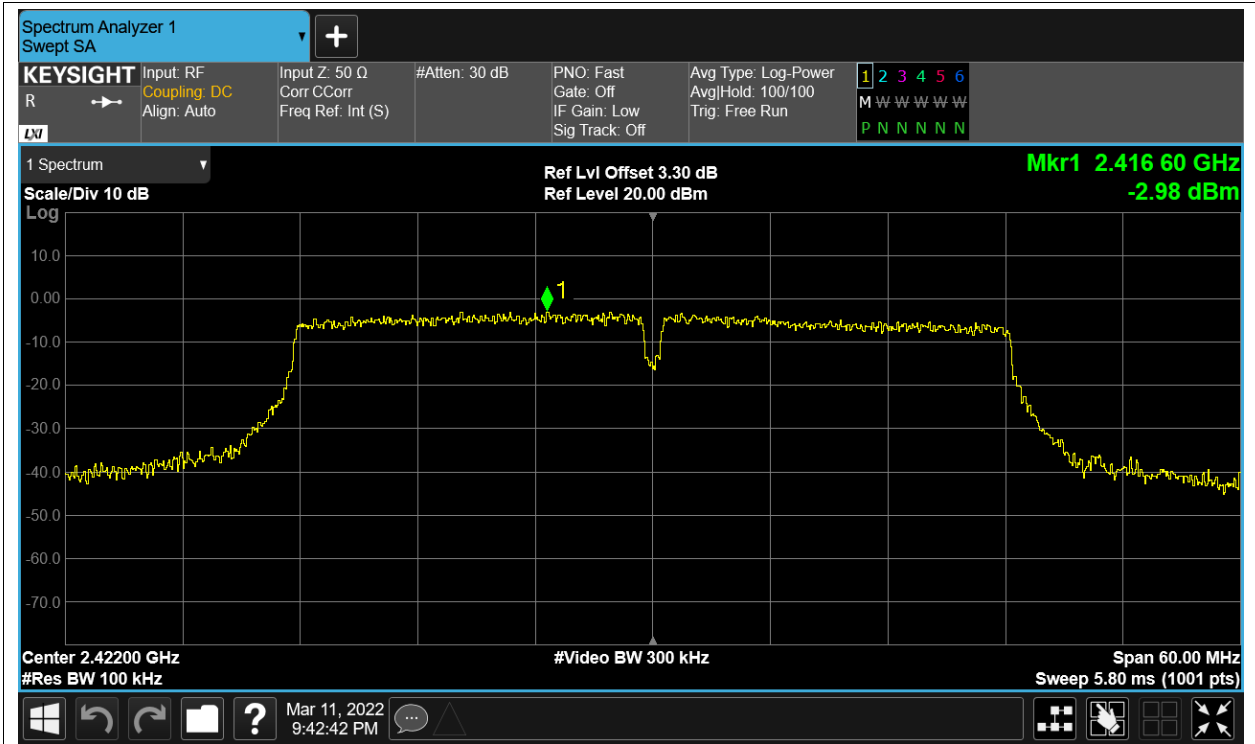 Spectrum Analyzer 1
Swept SA
KEYSIGHT
R
LXI
Input: RF
Coupling: DC
Align: Auto
Input Z: 50 Ω
Corr CCorr
Freq Ref: Int (S)
#Atten: 30 dB
PNO: Fast
Gate: Off
IF Gain: Low
Sig Track: Off
Avg Type: Log-Power
Avg|Hold: 100/100
Trig: Free Run
1 2 3 4 5 6
M W W W W W
P N N N N N
1 Spectrum
Scale/Div 10 dB
Log
Ref Lvl Offset 3.30 dB
Ref Level 20.00 dBm
Mkr1 2.416 60 GHz
-2.98 dBm
1
10.0
0.00
-10.0
-20.0
-30.0
-40.0
-50.0
-60.0
-70.0
Center 2.42200 GHz
#Res BW 100 kHz
#Video BW 300 kHz
Span 60.00 MHz
Sweep 5.80 ms (1001 pts)
?
Mar 11, 2022
9:42:42 PM